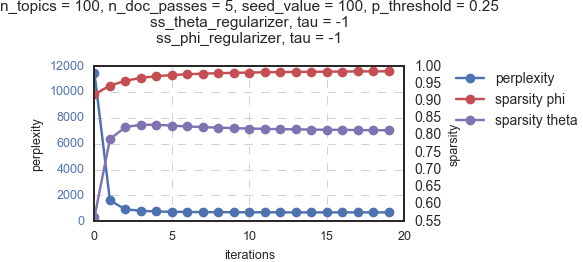 n_topics = 100, n_doc_passes = 5, seed_value = 100, p_threshold = 0.25
ss_theta_regularizer, tau = -1
ss_phi_regularizer, tau = -1
12000
10000
8000
6000
4000
2000
0
perplexity
0
5
10
15
20
iterations
1.00
0.95
0.90
0.85
0.80
0.75
0.70
0.65
0.60
0.55
sparsity
perplexity
sparsity phi
sparsity theta